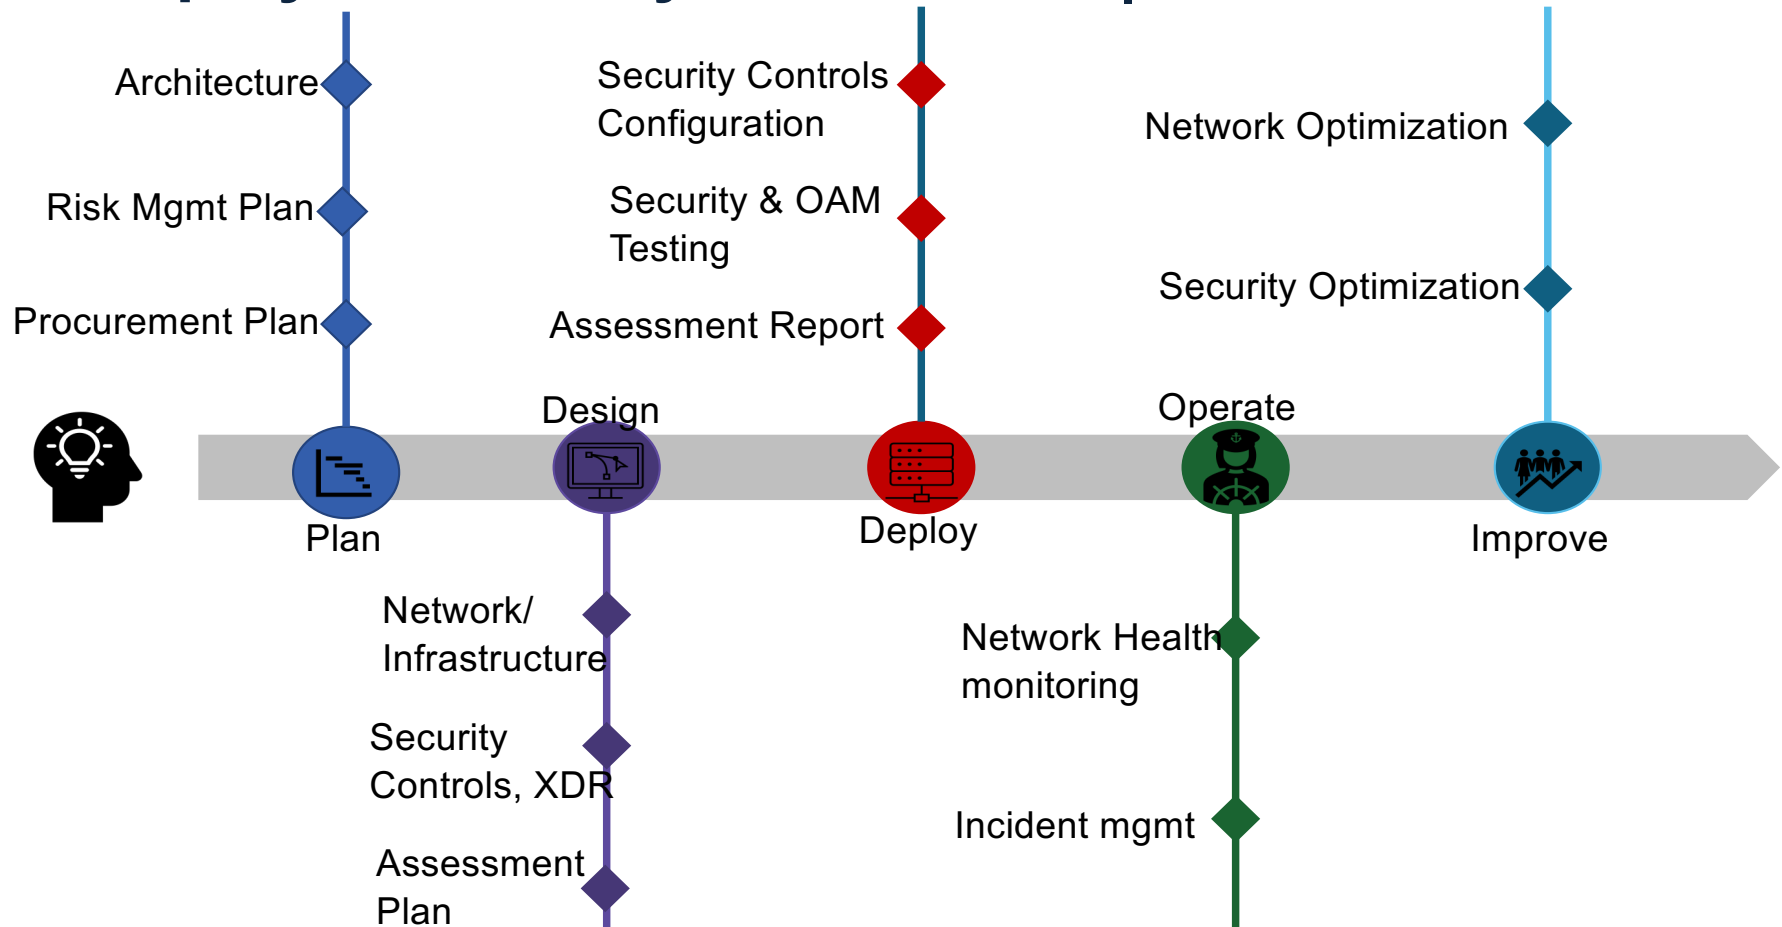 Architecture
Risk Mgmt Plan
Procurement Plan
Plan
Design
Network/
Infrastructure
Security
Controls, XDR
Assessment
Plan
Security Controls
Configuration
Security & OAM
Testing
Assessment Report
Deploy
Operate
Network Health
monitoring
Incident mgmt
Network Optimization
Security Optimization
Improve